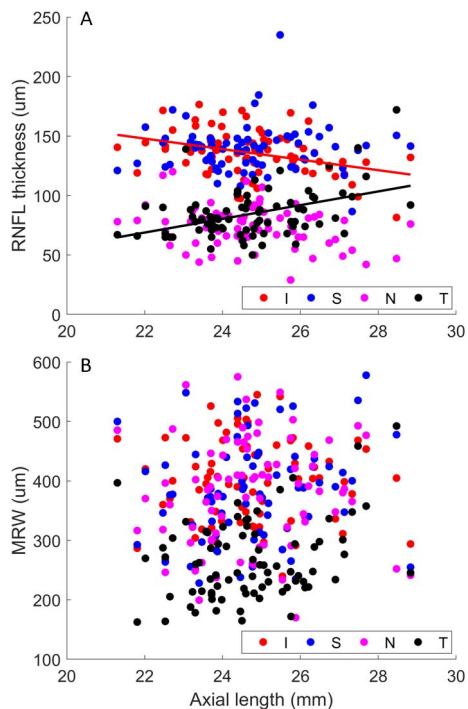 A
250
200
150
100
50
0
RNFL thickness (um)
I S N T
20 22 24 26 28 30
B
600
500
400
300
200
100
MRW (um)
I S N T
20 22 24 26 28 30
Axial length (mm)